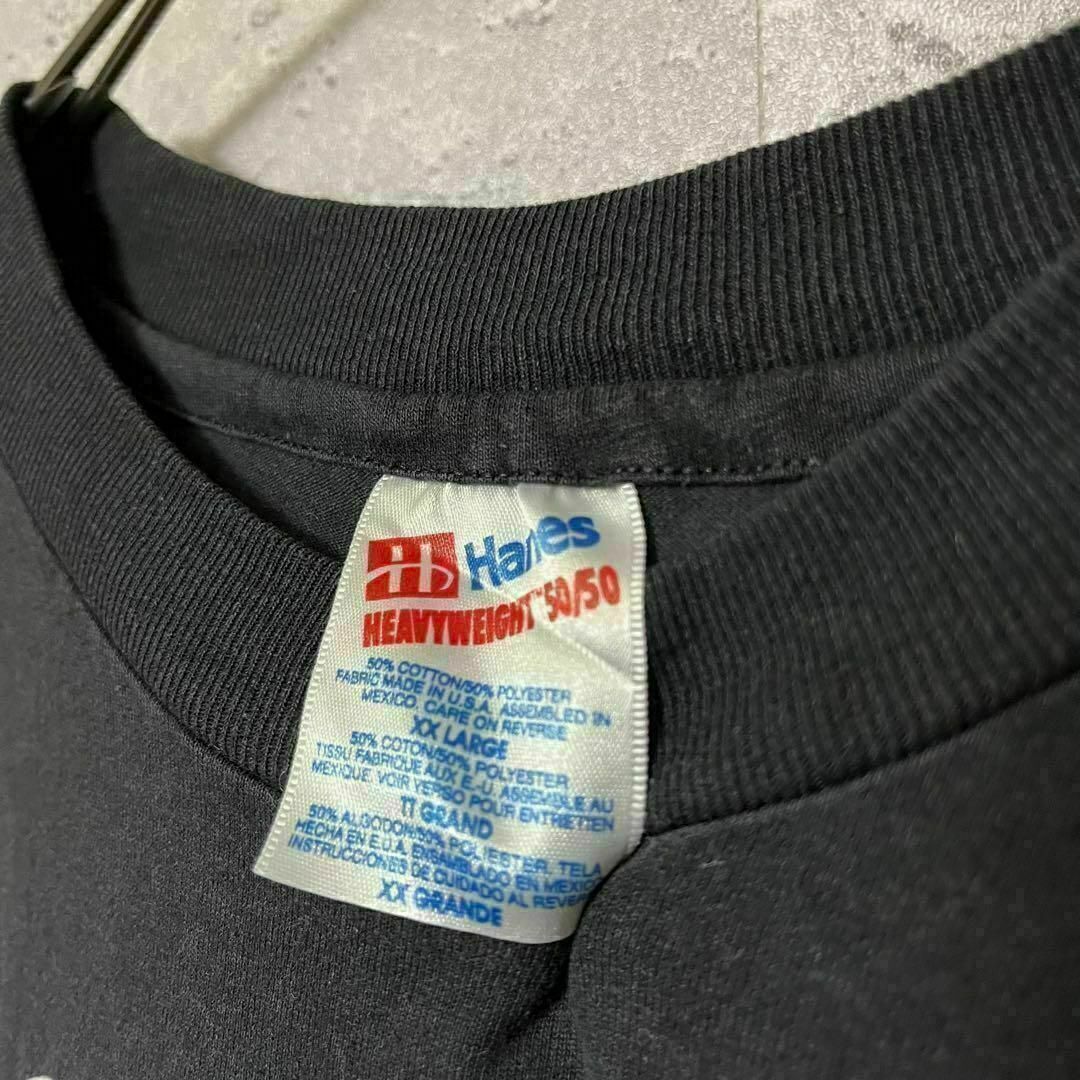 H Hanes
HEAVYWEIGHT™ 50/50
50% COTTON/50% POLYESTER
FABRIC MADE IN U.S.A. ASSEMBLED IN
MEXICO. CARE ON REVERSE
XX LARGE
50% COTON/50% POLYESTER
TISSU FABRIQUE AUX E.-U. ASSEMBLE AU
MEXIQUE. VOIR VERSO POUR ENTRETIEN
TT GRAND
50% ALGODON/50% POLIESTER. TELA
HECHA EN E.U.A. ENSAMBLADO EN MEXICO
INSTRUCCIONES DE CUIDADO AL REVERSO
XX GRANDE